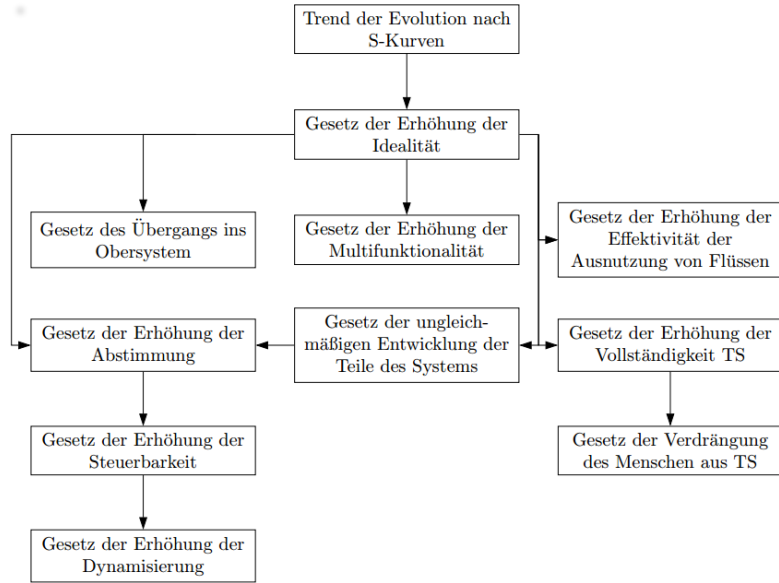 Trend der Evolution nach
S-Kurven
Gesetz der Erhöhung der
Idealität
Gesetz des Übergangs ins
Obersystem
Gesetz der Erhöhung der
Multifunktionalität
Gesetz der Erhöhung der
Effektivität der
Ausnutzung von Flüssen
Gesetz der Erhöhung der
Abstimmung
Gesetz der ungleich-
mäßigen Entwicklung der
Teile des Systems
Gesetz der Erhöhung der
Vollständigkeit TS
Gesetz der Erhöhung der
Steuerbarkeit
Gesetz der Verdrängung
des Menschen aus TS
Gesetz der Erhöhung der
Dynamisierung